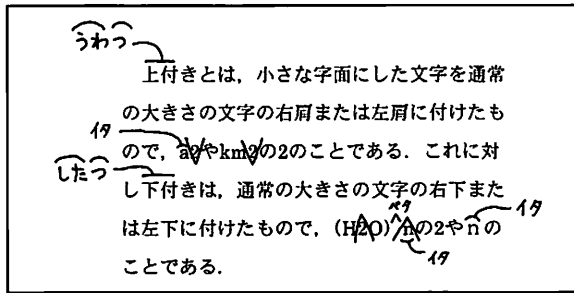 うわつ
上付きとは，小さな字面にした文字を通常
の大きさの文字の右肩または左肩に付けたも
イタ
ので，a2やkm2の2のことである．これに対
したつ
し下付きは，通常の大きさの文字の右下また
は左下に付けたもので，(H2O)nの2やnの
ベタ
イタ
イタ
ことである．